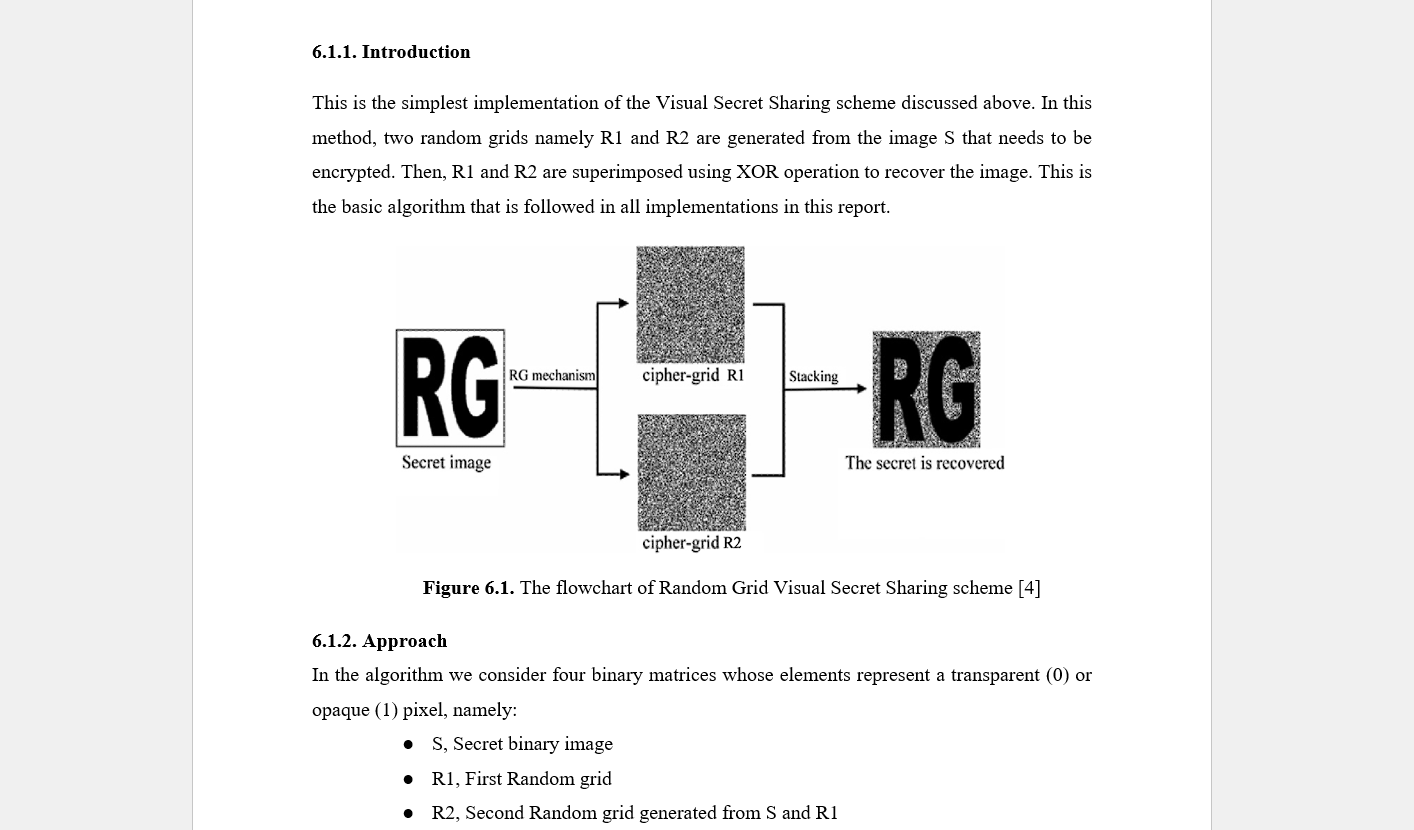 6.1.1. Introduction
This is the simplest implementation of the Visual Secret Sharing scheme discussed above. In this
method, two random grids namely R1 and R2 are generated from the image S that needs to be
encrypted. Then, R1 and R2 are superimposed using XOR operation to recover the image. This is
the basic algorithm that is followed in all implementations in this report.
RG
Secret image
RG mechanism
cipher-grid R1
cipher-grid R2
Stacking
RG
The secret is recovered
Figure 6.1. The flowchart of Random Grid Visual Secret Sharing scheme [4]
6.1.2. Approach
In the algorithm we consider four binary matrices whose elements represent a transparent (0) or
opaque (1) pixel, namely:
● S, Secret binary image
● R1, First Random grid
● R2, Second Random grid generated from S and R1